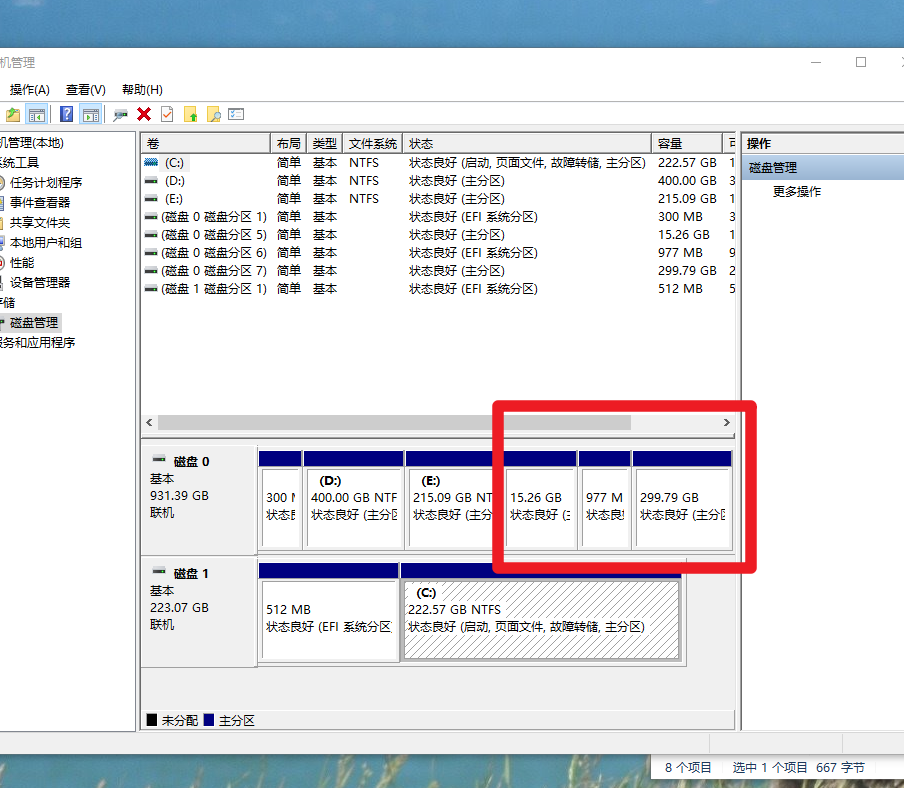 机管理
操作(A) 查看(V) 帮助(H)
机管理(本地)
系统工具
任务计划程序
事件查看器
共享文件夹
本地用户和组
性能
设备管理器
存储
磁盘管理
服务和应用程序
卷 布局 类型 文件系统 状态 容量 可
(C:) 简单 基本 NTFS 状态良好 (启动, 页面文件, 故障转储, 主分区) 222.57 GB 1
(D:) 简单 基本 NTFS 状态良好 (主分区) 400.00 GB 3
(E:) 简单 基本 NTFS 状态良好 (主分区) 215.09 GB 1
(磁盘 0 磁盘分区 1) 简单 基本 状态良好 (EFI 系统分区) 300 MB 3
(磁盘 0 磁盘分区 5) 简单 基本 状态良好 (主分区) 15.26 GB 1
(磁盘 0 磁盘分区 6) 简单 基本 状态良好 (EFI 系统分区) 977 MB 9
(磁盘 0 磁盘分区 7) 简单 基本 状态良好 (主分区) 299.79 GB 2
(磁盘 1 磁盘分区 1) 简单 基本 状态良好 (EFI 系统分区) 512 MB 5
操作
磁盘管理
更多操作
磁盘 0
基本
931.39 GB
联机
300 M
状态良
(D:)
400.00 GB NTF
状态良好 (主分区
(E:)
215.09 GB NT
状态良好 (主分
15.26 GB
状态良好 (主
977 M
状态良好
299.79 GB
状态良好 (主分区
磁盘 1
基本
223.07 GB
联机
512 MB
状态良好 (EFI 系统分区
(C:)
222.57 GB NTFS
状态良好 (启动, 页面文件, 故障转储, 主分区)
未分配 主分区
8 个项目 选中 1 个项目 667 字节